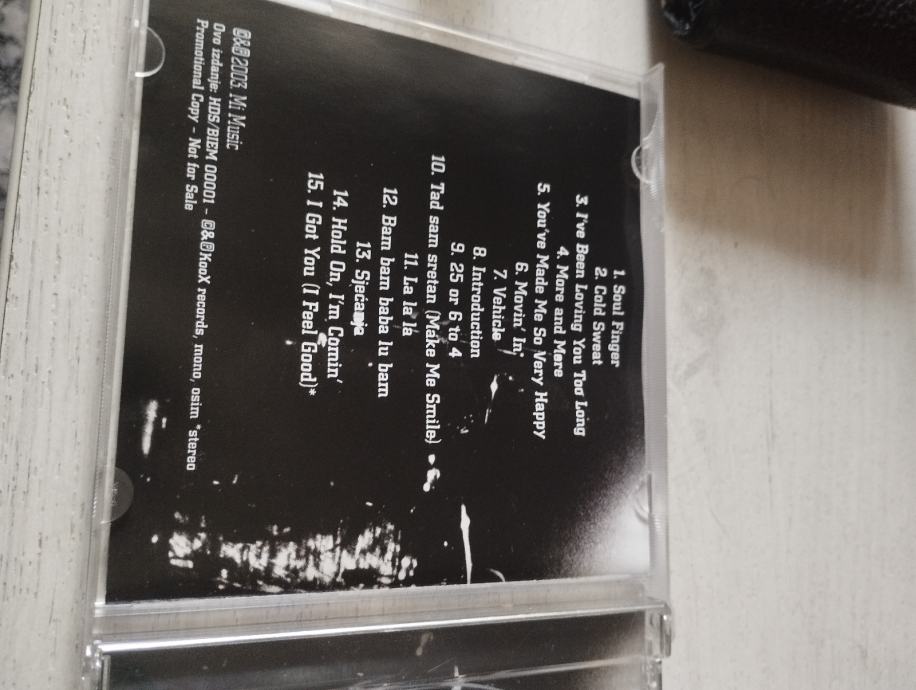 1. Soul Finger
2. Cold Sweat
3. I've Been Loving You Too Long
4. More and More
5. You've Made Me So Very Happy
6. Movin' In
7. Vehicle
8. Introduction
9. 25 or 6 to 4
10. Tad sam sretan (Make Me Smile)
11. La la la
12. Bam bam baba lu bam
13. Sjećanja
14. Hold On, I'm Comin'
15. I Got You (I Feel Good)*
©&℗2003. Mi Music
Ovo izdanje: HDS/BIEM 00001 - ©&℗KooX records, mono, osim *stereo
Promotional Copy - Not for Sale